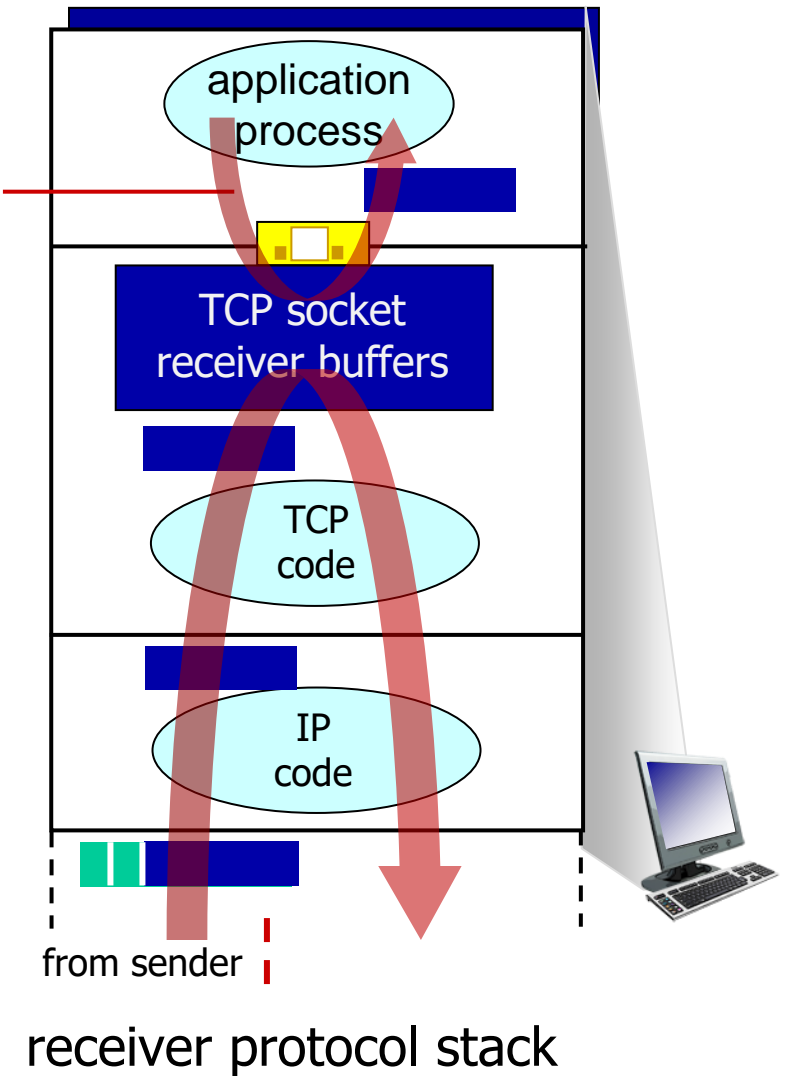 application
process
TCP socket
receiver buffers
TCP
code
IP
code
from sender
receiver protocol stack